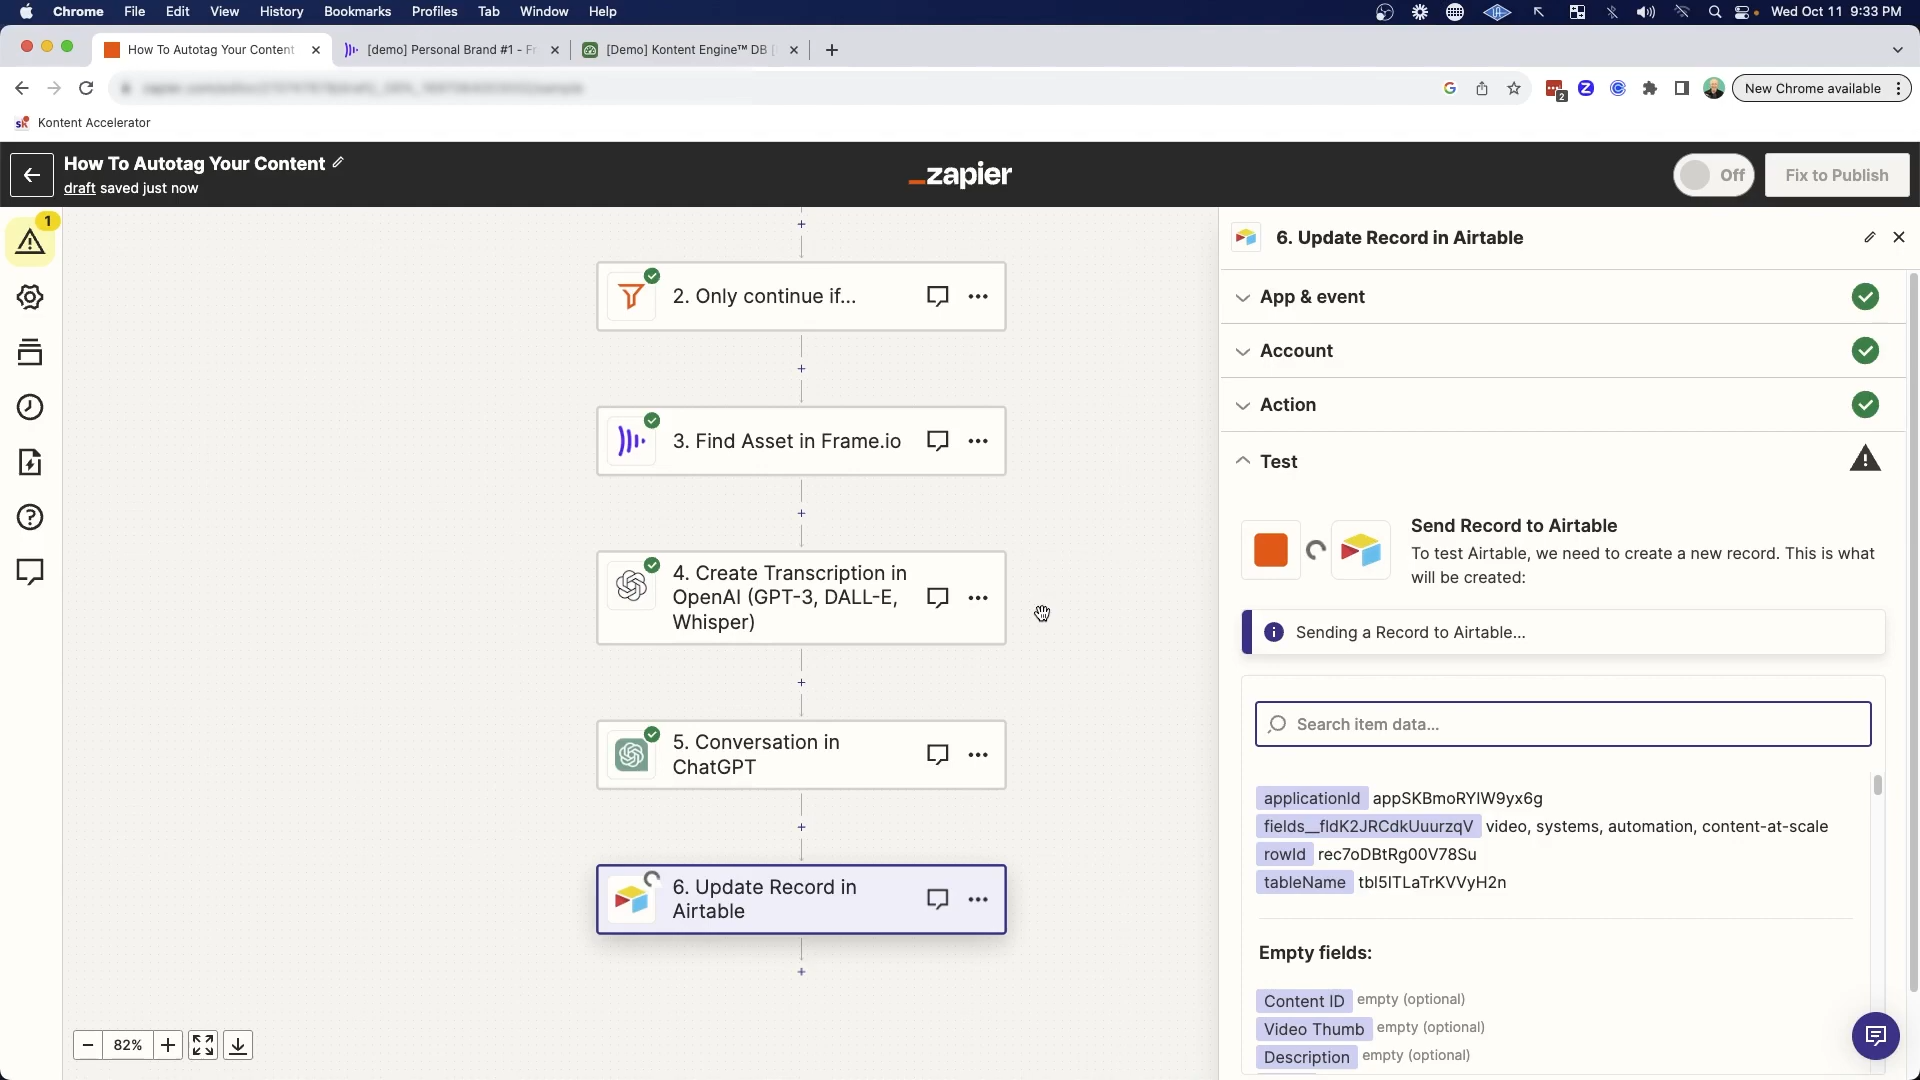 Chrome File Edit View History Bookmarks Profiles Tab Window Help
Wed Oct 11 9:33 PM
How To Autotag Your Content
[demo] Personal Brand #1 - Fr
[Demo] Kontent Engine™ DB [
2
New Chrome available
Kontent Accelerator
How To Autotag Your Content
draft saved just now
_zapier
Off
Fix to Publish
1
2. Only continue if...
3. Find Asset in Frame.io
4. Create Transcription in
OpenAI (GPT-3, DALL-E,
Whisper)
5. Conversation in
ChatGPT
6. Update Record in
Airtable
82%
6. Update Record in Airtable
App & event
Account
Action
Test
Send Record to Airtable
To test Airtable, we need to create a new record. This is what
will be created:
Sending a Record to Airtable...
Search item data...
applicationId appSKBmoRYIW9yx6g
fields__fldK2JRCdkUuurzqV video, systems, automation, content-at-scale
rowId rec7oDBtRg00V78Su
tableName tbl5ITLaTrKVVyH2n
Empty fields:
Content ID empty (optional)
Video Thumb empty (optional)
Description empty (optional)